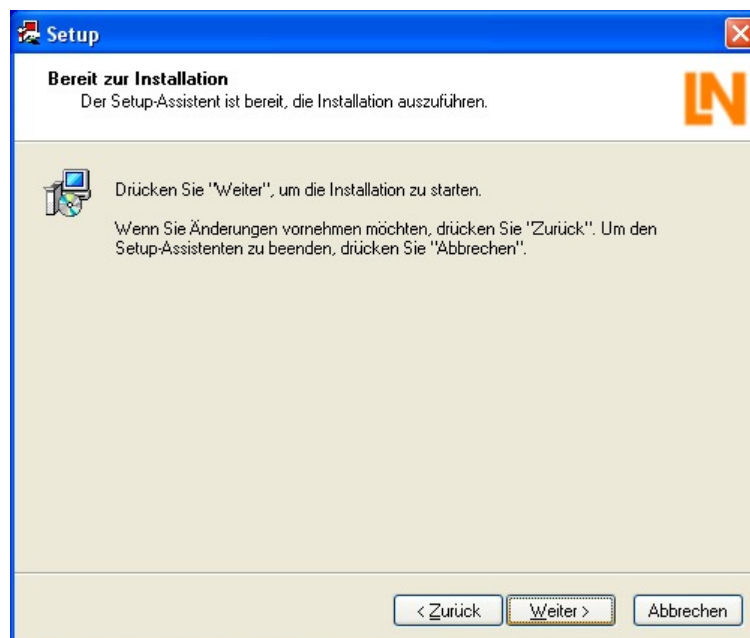 Setup
Bereit zur Installation
Der Setup-Assistent ist bereit, die Installation auszuführen.
LN
Drücken Sie "Weiter", um die Installation zu starten.
Wenn Sie Änderungen vornehmen möchten, drücken Sie "Zurück". Um den
Setup-Assistenten zu beenden, drücken Sie "Abbrechen".
< Zurück
Weiter >
Abbrechen